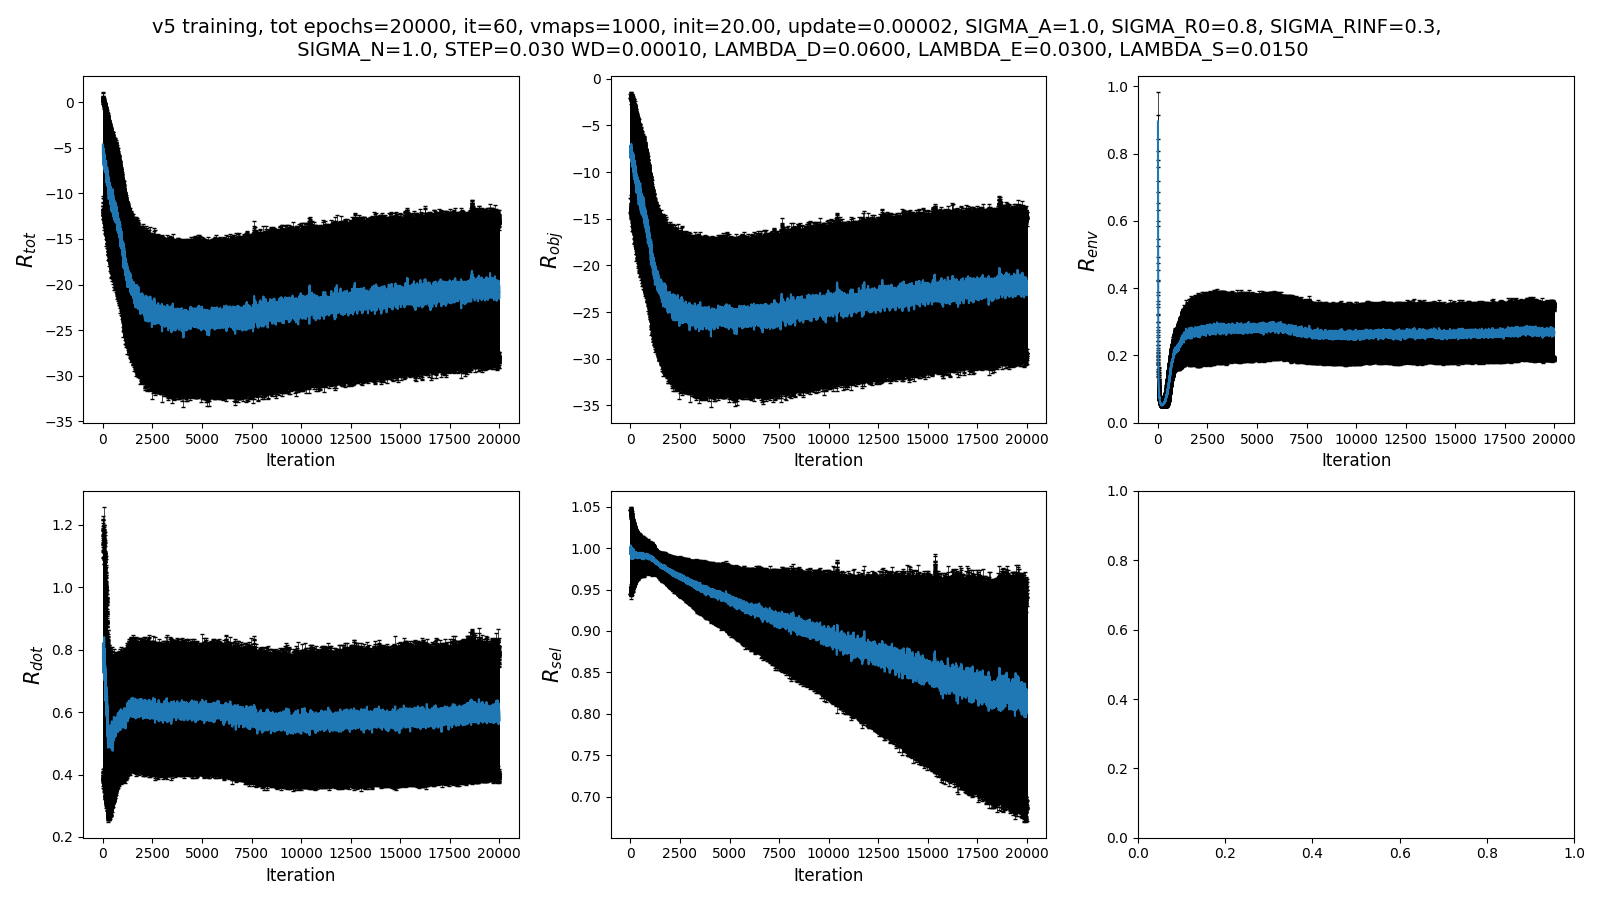 v5 training, tot epochs=20000, it=60, vmaps=1000, init=20.00, update=0.00002, SIGMA_A=1.0, SIGMA_R0=0.8, SIGMA_RINF=0.3,
SIGMA_N=1.0, STEP=0.030 WD=0.00010, LAMBDA_D=0.0600, LAMBDA_E=0.0300, LAMBDA_S=0.0150
R_tot
0
−5
−10
−15
−20
−25
−30
−35
0 2500 5000 7500 10000 12500 15000 17500 20000
Iteration
R_obj
0
−5
−10
−15
−20
−25
−30
−35
0 2500 5000 7500 10000 12500 15000 17500 20000
Iteration
R_env
1.0
0.8
0.6
0.4
0.2
0.0
0 2500 5000 7500 10000 12500 15000 17500 20000
Iteration
R_dot
1.2
1.0
0.8
0.6
0.4
0.2
0 2500 5000 7500 10000 12500 15000 17500 20000
Iteration
R_sel
1.05
1.00
0.95
0.90
0.85
0.80
0.75
0.70
0 2500 5000 7500 10000 12500 15000 17500 20000
Iteration
1.0
0.8
0.6
0.4
0.2
0.0
0.0 0.2 0.4 0.6 0.8 1.0